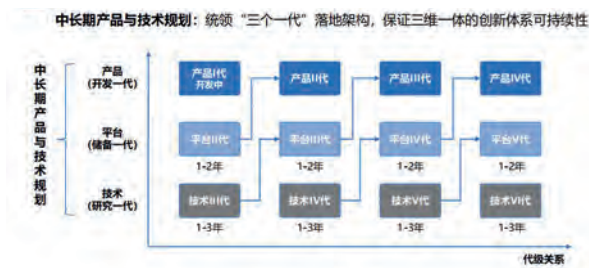 中长期产品与技术规划：统领“三个一代”落地架构，保证三维一体的创新体系可持续性
中长期产品与技术规划
产品
(开发一代)
产品I代
开发中
产品II代
产品III代
产品IV代
平台
(储备一代)
平台II代
平台III代
平台IV代
平台V代
1-2年
1-2年
1-2年
1-2年
技术
(研究一代)
技术III代
技术IV代
技术V代
技术VI代
1-3年
1-3年
1-3年
1-3年
代级关系